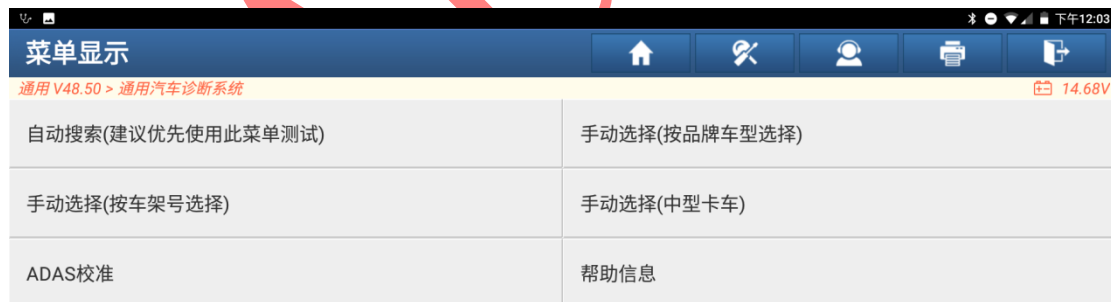 下午12:03
菜单显示
通用 V48.50 > 通用汽车诊断系统 14.68V
自动搜索(建议优先使用此菜单测试) 手动选择(按品牌车型选择)
手动选择(按车架号选择) 手动选择(中型卡车)
ADAS校准 帮助信息